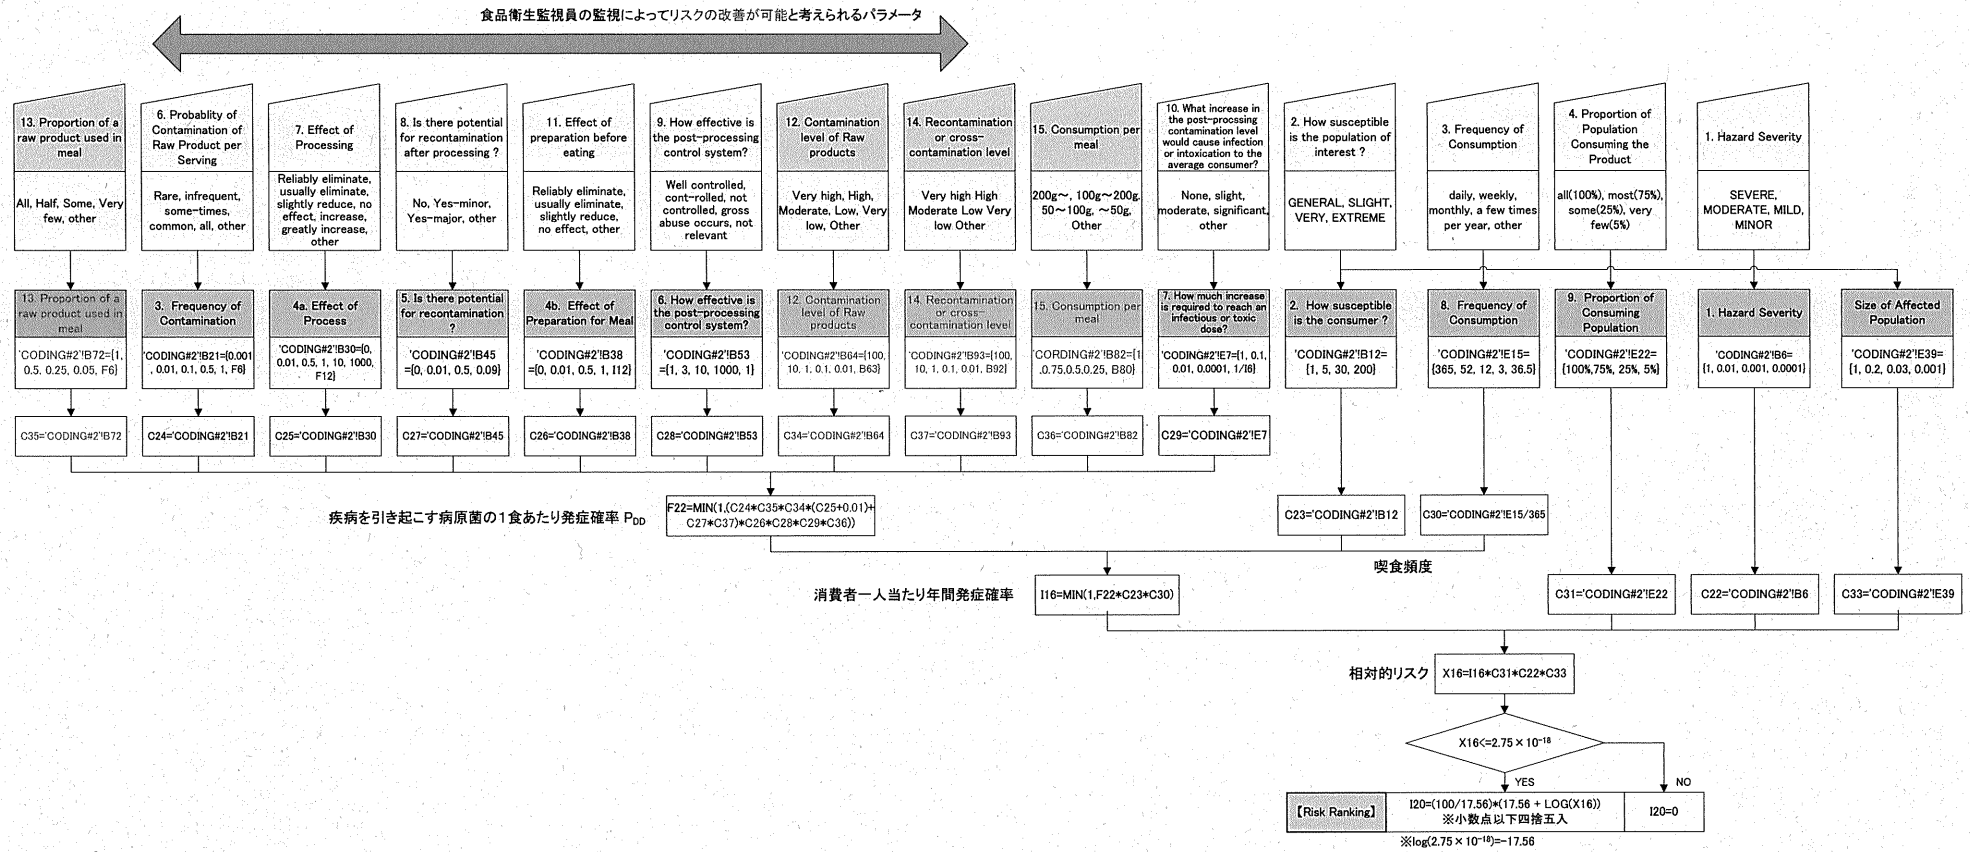 食品衛生監視員の監視によってリスクの改善が可能と考えられるパラメータ
13. Proportion of a
raw product used in
meal
All, Half, Some, Very
few, other
6. Probablity of
Contamination of
Raw Product per
Serving
Rare, infrequent,
some-times,
common, all, other
7. Effect of
Processing
Reliably eliminate,
usually eliminate,
slightly reduce, no
effect, increase,
greatly increase,
other
8. Is there potential
for recontamination
after processing ?
No, Yes-minor,
Yes-major, other
11. Effect of
preparation before
eating
Reliably eliminate,
usually eliminate,
slightly reduce,
no effect, other
9. How effective is
the post-processing
control system?
Well controlled,
cont-rolled, not
controlled, gross
abuse occurs, not
relevant
12. Contamination
level of Raw
products
Very high, High,
Moderate, Low, Very
low, Other
14. Recontamination
or cross-
contamination level
Very high High
Moderate Low Very
low Other
15. Consumption per
meal
200g～, 100g～200g,
50～100g, ～50g,
Other
10. What increase in
the post-procssing
contamination level
would cause infection
or intoxication to the
average consumer?
None, slight,
moderate, significant,
other
2. How susceptible
is the population of
interest ?
GENERAL, SLIGHT,
VERY, EXTREME
3. Frequency of
Consumption
daily, weekly,
monthly, a few times
per year, other
4. Proportion of
Population
Consuming the
Product
all(100%), most(75%),
some(25%), very
few(5%)
1. Hazard Severity
SEVERE,
MODERATE, MILD,
MINOR
13. Proportion of a
raw product used in
meal
'CODING#2'!B72={1,
0.5. 0.25, 0.05, F6}
3. Frequency of
Contamination
'CODING#2'!B21={0.001
, 0.01, 0.1, 0.5, 1, F6}
4a. Effect of
Process
'CODING#2'!B30={0,
0.01, 0.5, 1, 10, 1000,
F12}
5. Is there potential
for recontamination
?
'CODING#2'!B45
={0, 0.01, 0.5, 0.09}
4b. Effect of
Preparation for Meal
'CODING#2'!B38
={0, 0.01, 0.5, 1, I12}
6. How effective is
the post-processing
control system?
'CODING#2'!B53
={1, 3, 10, 1000, 1}
12. Contamination
level of Raw
products
'CODING#2'!B64={100,
10, 1, 0.1, 0.01, B63}
14. Recontamination
or cross-
contamination level
'CODING#2'!B93={100,
10, 1, 0.1, 0.01, B92}
15. Consumption per
meal
'CORDING#2'!B82={1
,0.75,0.5,0.25, B80}
7. How much increase
is required to reach an
infectious or toxic
dose?
'CODING#2'!E7={1, 0.1,
0.01, 0.0001, 1/I6}
2. How susceptible
is the consumer ?
'CODING#2'!B12=
{1, 5, 30, 200}
8. Frequency of
Consumption
'CODING#2'!E15=
{365, 52, 12, 3, 36.5}
9. Proportion of
Consuming
Population
'CODING#2'!E22=
{100%,75%, 25%, 5%}
1. Hazard Severity
'CODING#2'!B6=
{1, 0.01, 0.001, 0.0001}
Size of Affected
Population
'CODING#2'!E39=
{1, 0.2, 0.03, 0.001}
C35='CODING#2'!B72
C24='CODING#2'!B21
C25='CODING#2'!B30
C27='CODING#2'!B45
C26='CODING#2'!B38
C28='CODING#2'!B53
C34='CODING#2'!B64
C37='CODING#2'!B93
C36='CODING#2'!B82
C29='CODING#2'!E7
疾病を引き起こす病原菌の１食あたり発症確率 PDD
F22=MIN(1,(C24*C35*C34*(C25+0.01)+
C27*C37)*C26*C28*C29*C36))
C23='CODING#2'!B12
C30='CODING#2'!E15/365
喫食頻度
消費者一人当たり年間発症確率
I16=MIN(1,F22*C23*C30)
C31='CODING#2'!E22
C22='CODING#2'!B6
C33='CODING#2'!E39
相対的リスク
X16=I16*C31*C22*C33
X16<=2.75×10⁻¹⁸
YES
NO
【Risk Ranking】
I20=(100/17.56)*(17.56 + LOG(X16))
※小数点以下四捨五入
I20=0
※log(2.75×10⁻¹⁸)=-17.56